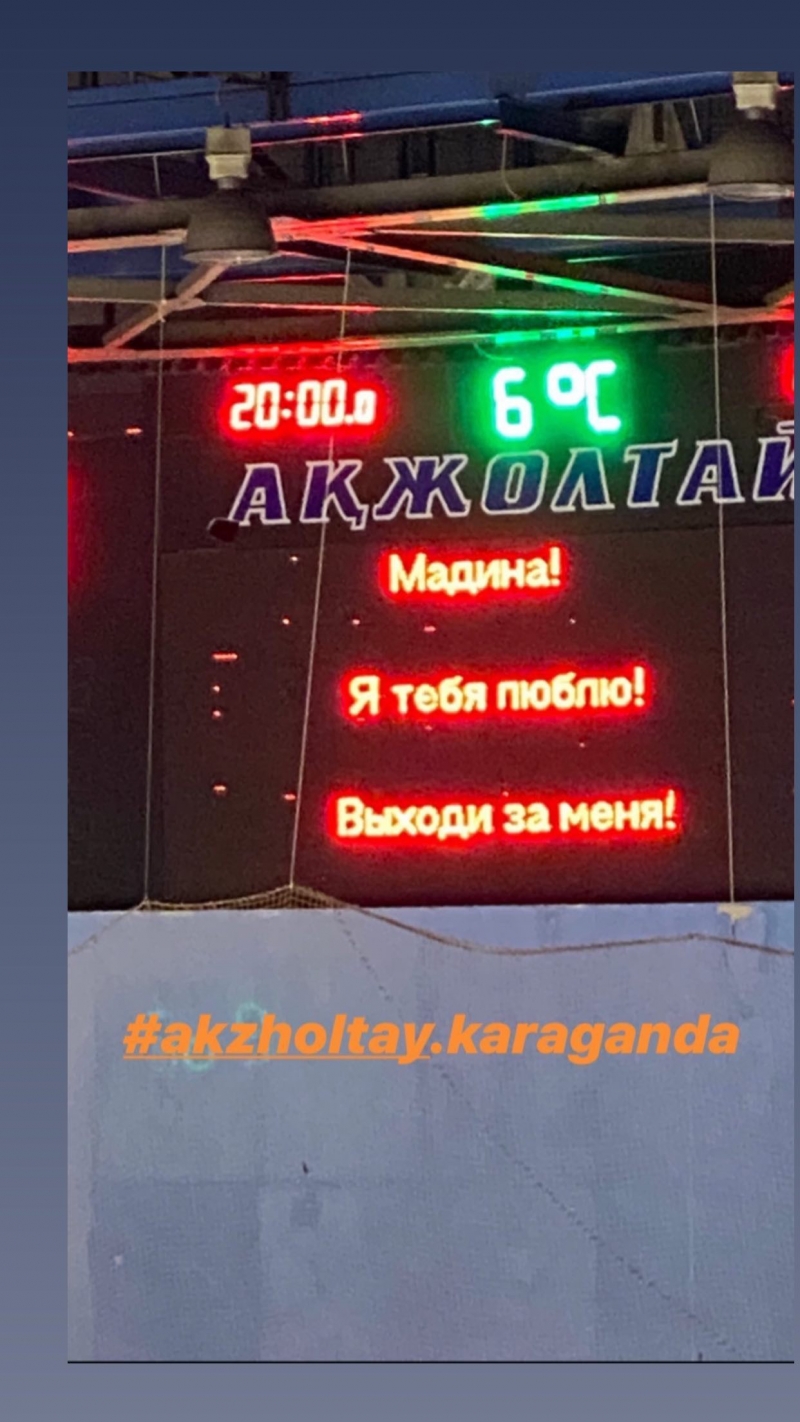 20:00.0 6°C
АҚЖОЛТАЙ
Мадина!
Я тебя люблю!
Выходи за меня!
#akzholtay.karaganda